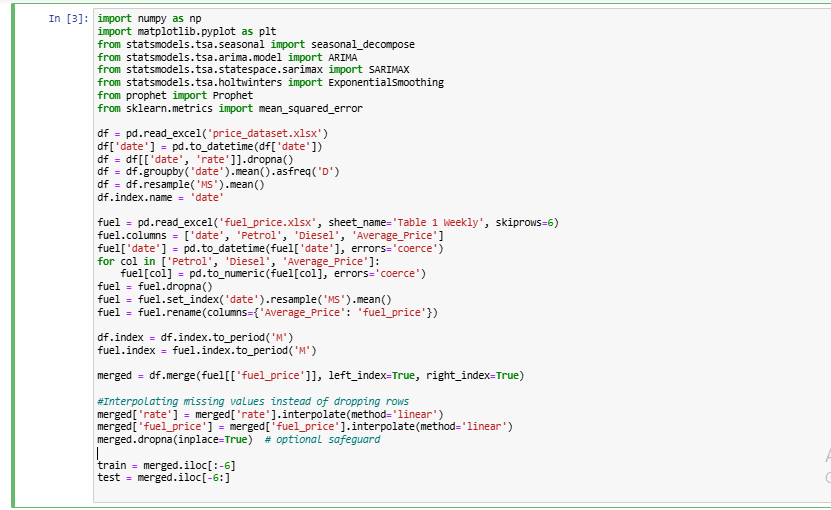 In [3]: import numpy as np
import matplotlib.pyplot as plt
from statsmodels.tsa.seasonal import seasonal_decompose
from statsmodels.tsa.arima.model import ARIMA
from statsmodels.tsa.statespace.sarimax import SARIMAX
from statsmodels.tsa.holtwinters import ExponentialSmoothing
from prophet import Prophet
from sklearn.metrics import mean_squared_error

df = pd.read_excel('price_dataset.xlsx')
df['date'] = pd.to_datetime(df['date'])
df = df[['date', 'rate']].dropna()
df = df.groupby('date').mean().asfreq('D')
df = df.resample('MS').mean()
df.index.name = 'date'

fuel = pd.read_excel('fuel_price.xlsx', sheet_name='Table 1 Weekly', skiprows=6)
fuel.columns = ['date', 'Petrol', 'Diesel', 'Average_Price']
fuel['date'] = pd.to_datetime(fuel['date'], errors='coerce')
for col in ['Petrol', 'Diesel', 'Average_Price']:
    fuel[col] = pd.to_numeric(fuel[col], errors='coerce')
fuel = fuel.dropna()
fuel = fuel.set_index('date').resample('MS').mean()
fuel = fuel.rename(columns={'Average_Price': 'fuel_price'})

df.index = df.index.to_period('M')
fuel.index = fuel.index.to_period('M')

merged = df.merge(fuel[['fuel_price']], left_index=True, right_index=True)

#Interpolating missing values instead of dropping rows
merged['rate'] = merged['rate'].interpolate(method='linear')
merged['fuel_price'] = merged['fuel_price'].interpolate(method='linear')
merged.dropna(inplace=True)  # optional safeguard

train = merged.iloc[:-6]
test = merged.iloc[-6:]